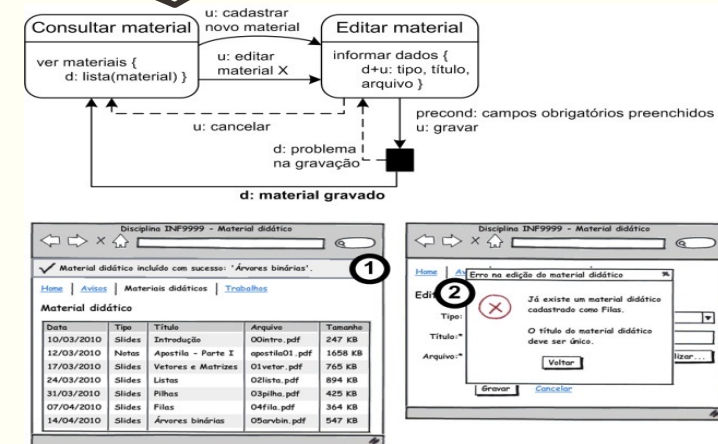 Consultar material
u: cadastrar
novo material
Editar material
ver materiais {
d: lista(material) }
u: editar
material X
informar dados {
d+u: tipo, título,
arquivo }
u: cancelar
precond: campos obrigatórios preenchidos
u: gravar
d: problema
na gravação
d: material gravado
Disciplina INF9999 - Material didático
Material didático incluído com sucesso: 'Árvores binárias'.
1
Home | Avisos | Materiais didáticos | Trabalhos
Material didático
Data Tipo Título Arquivo Tamanho
10/03/2010 Slides Introdução 00intro.pdf 247 KB
12/03/2010 Notas Apostila - Parte I apostila01.pdf 1658 KB
17/03/2010 Slides Vetores e Matrizes 01vetor.pdf 765 KB
24/03/2010 Slides Listas 02lista.pdf 894 KB
31/03/2010 Slides Pilhas 03pilha.pdf 425 KB
07/04/2010 Slides Filas 04fila.pdf 364 KB
14/04/2010 Slides Árvores binárias 05arvbin.pdf 547 KB
Disciplina INF9999 - Material didático
Home
Erro na edição do material didático
2
Já existe um material didático
cadastrado como Filas.
O título do material didático
deve ser único.
Voltar
Tipo:
Título:*
Arquivo:*
Gravar Cancelar